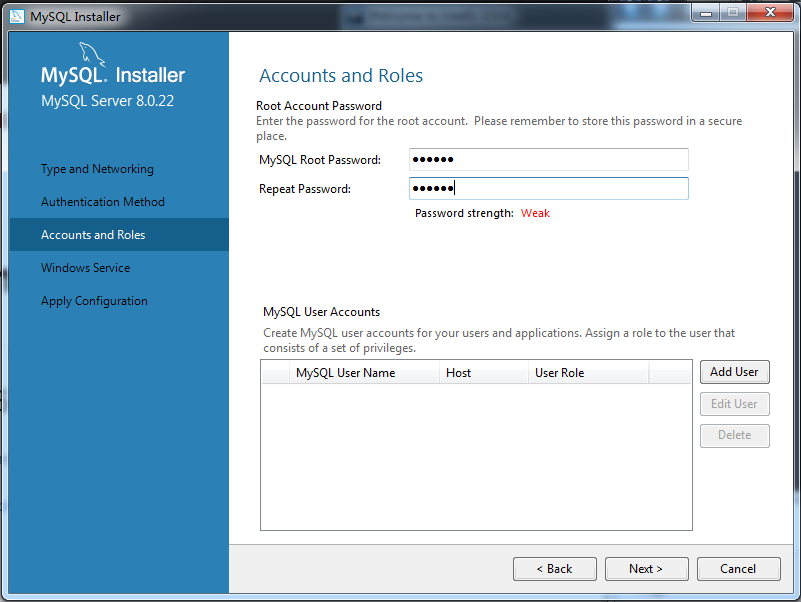 MySQL Installer
MySQL. Installer
MySQL Server 8.0.22
Type and Networking
Authentication Method
Accounts and Roles
Windows Service
Apply Configuration
Accounts and Roles
Root Account Password
Enter the password for the root account.  Please remember to store this password in a secure
place.
MySQL Root Password: ●●●●●●
Repeat Password: ●●●●●●
Password strength: Weak
MySQL User Accounts
Create MySQL user accounts for your users and applications. Assign a role to the user that
consists of a set of privileges.
MySQL User Name Host User Role
Add User
Edit User
Delete
< Back Next > Cancel